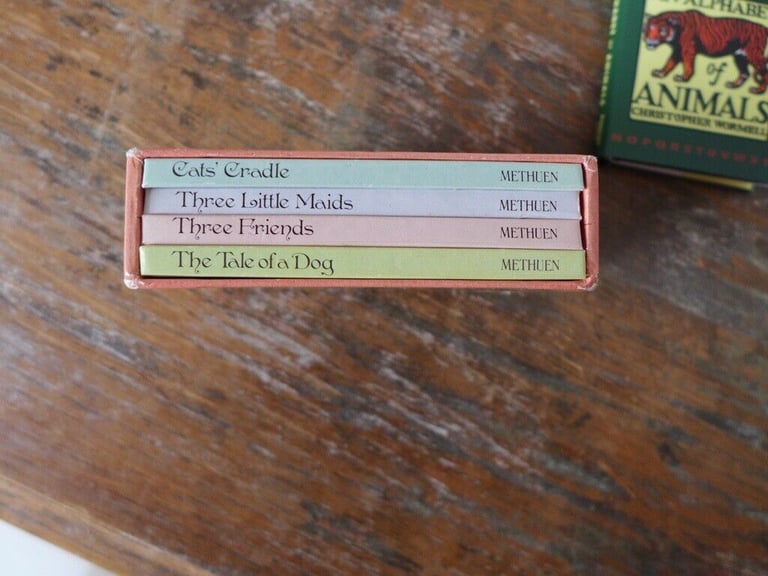 Cats' Cradle METHUEN
Three Little Maids METHUEN
Three Friends METHUEN
The Tale of a Dog METHUEN
ALPHABE
of
ANIMALS
CHRISTOPHER WORMELL